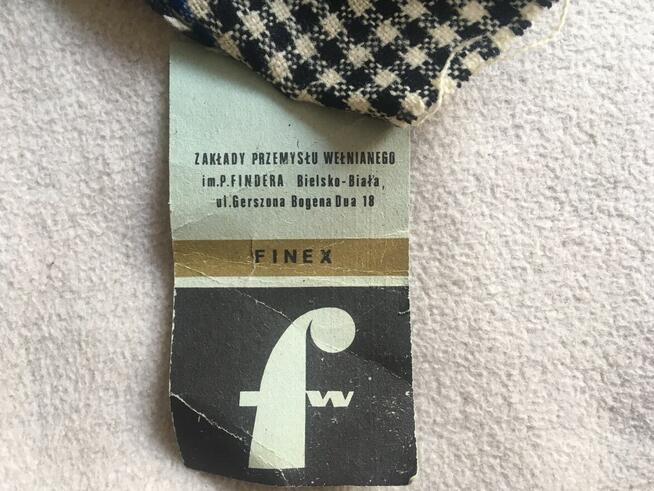 ZAKŁADY PRZEMYSŁU WEŁNIANEGO
im.P.FINDERA Bielsko-Biała,
ul.Gerszona Bogena Dua 18
FINEX
fw